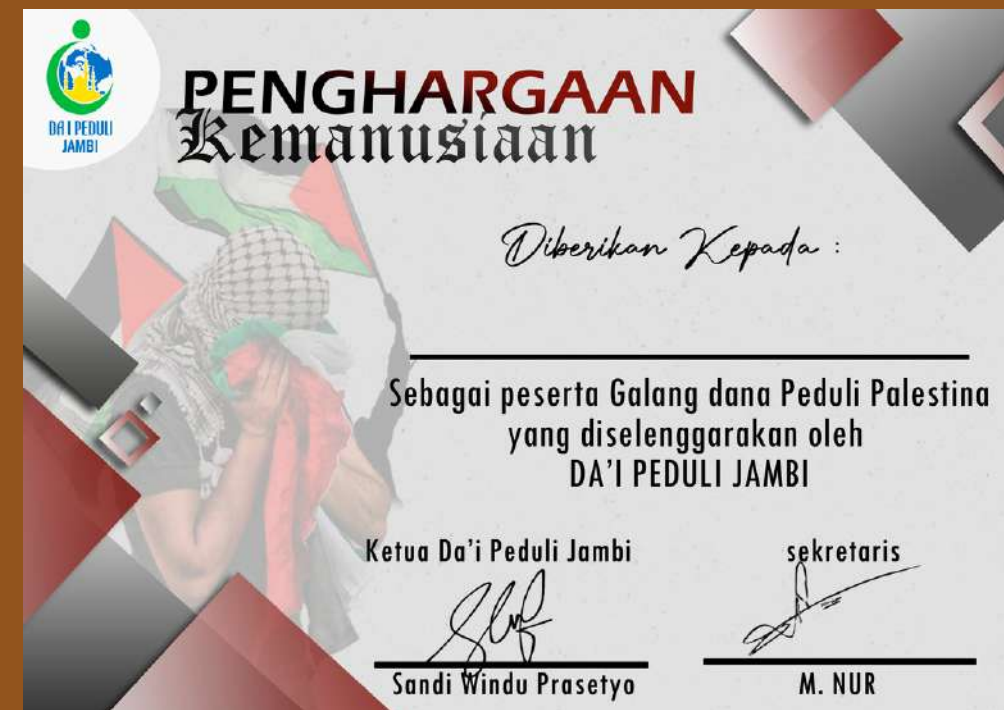 DA I PEDULI
JAMBI
PENGHARGAAN
Kemanusiaan
Diberikan Kepada :
Sebagai peserta Galang dana Peduli Palestina
yang diselenggarakan oleh
DA'I PEDULI JAMBI
Ketua Da'i Peduli Jambi
Sandi Windu Prasetyo
sekretaris
M. NUR